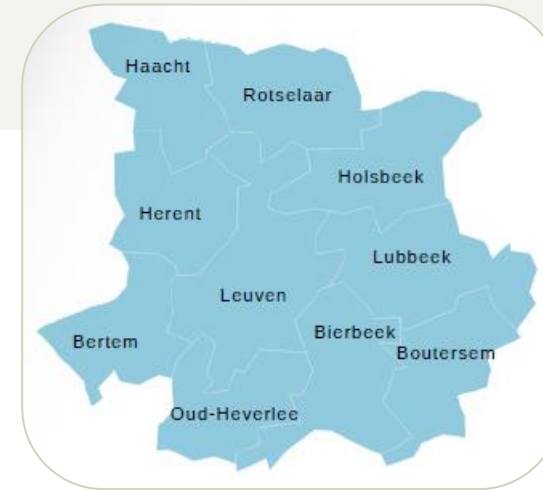 Haacht
Rotselaar
Holsbeek
Herent
Lubbeek
Leuven
Bierbeek
Bertem
Boutersem
Oud-Heverlee